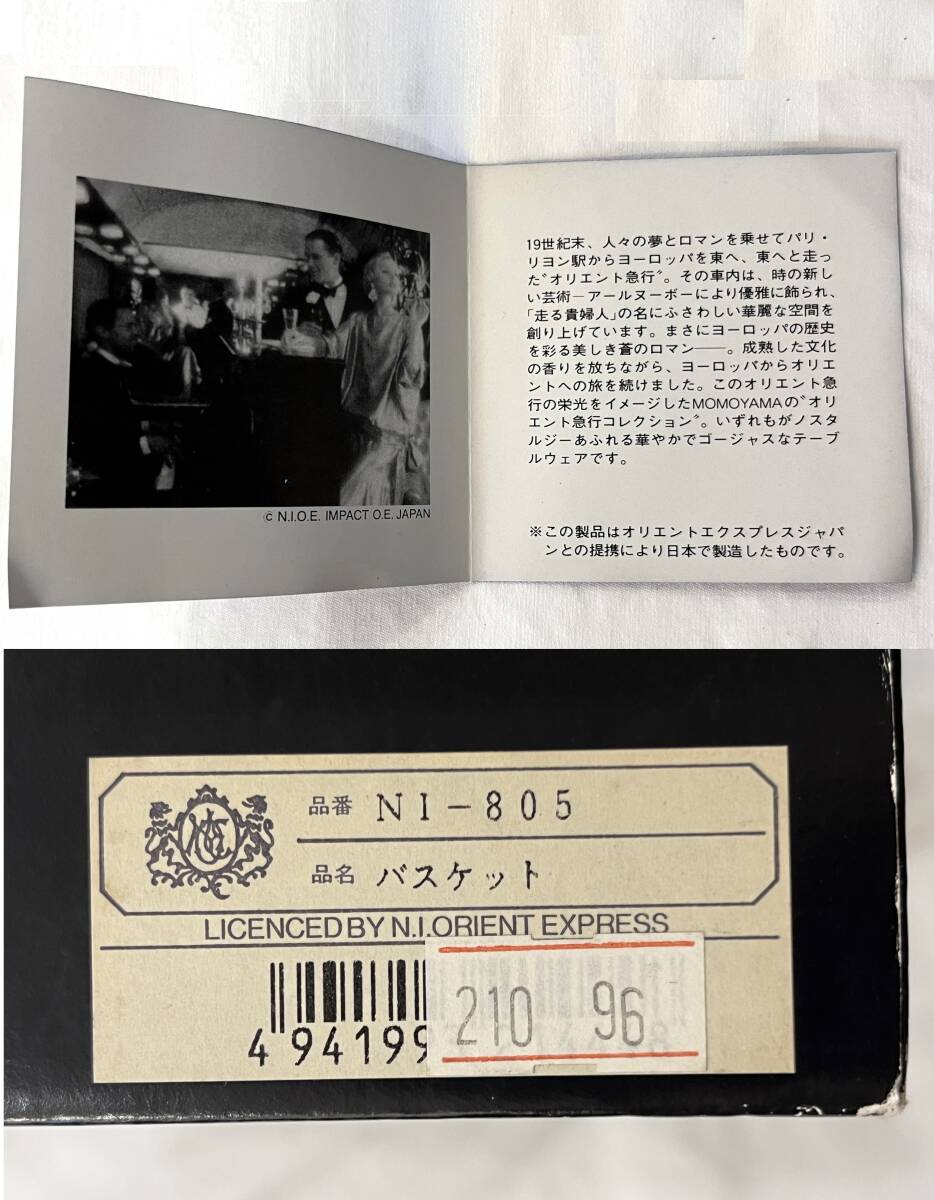 © N.I.O.E. IMPACT O.E. JAPAN
19世紀末、人々の夢とロマンを乗せてパリ・
リヨン駅からヨーロッパを東へ、東へと走っ
た〝オリエント急行〟。その車内は、時の新し
い芸術―アールヌーボーにより優雅に飾られ、
「走る貴婦人」の名にふさわしい華麗な空間を
創り上げています。まさにヨーロッパの歴史
を彩る美しき蒼のロマン――。成熟した文化
の香りを放ちながら、ヨーロッパからオリエ
ントへの旅を続けました。このオリエント急
行の栄光をイメージしたMOMOYAMAの〝オリ
エント急行コレクション〟。いずれもがノスタ
ルジーあふれる華やかでゴージャスなテーブ
ルウェアです。
※この製品はオリエントエクスプレスジャパ
ンとの提携により日本で製造したものです。
品番 NI-805
品名 バスケット
LICENCED BY N.I.ORIENT EXPRESS
4 94199
210 96